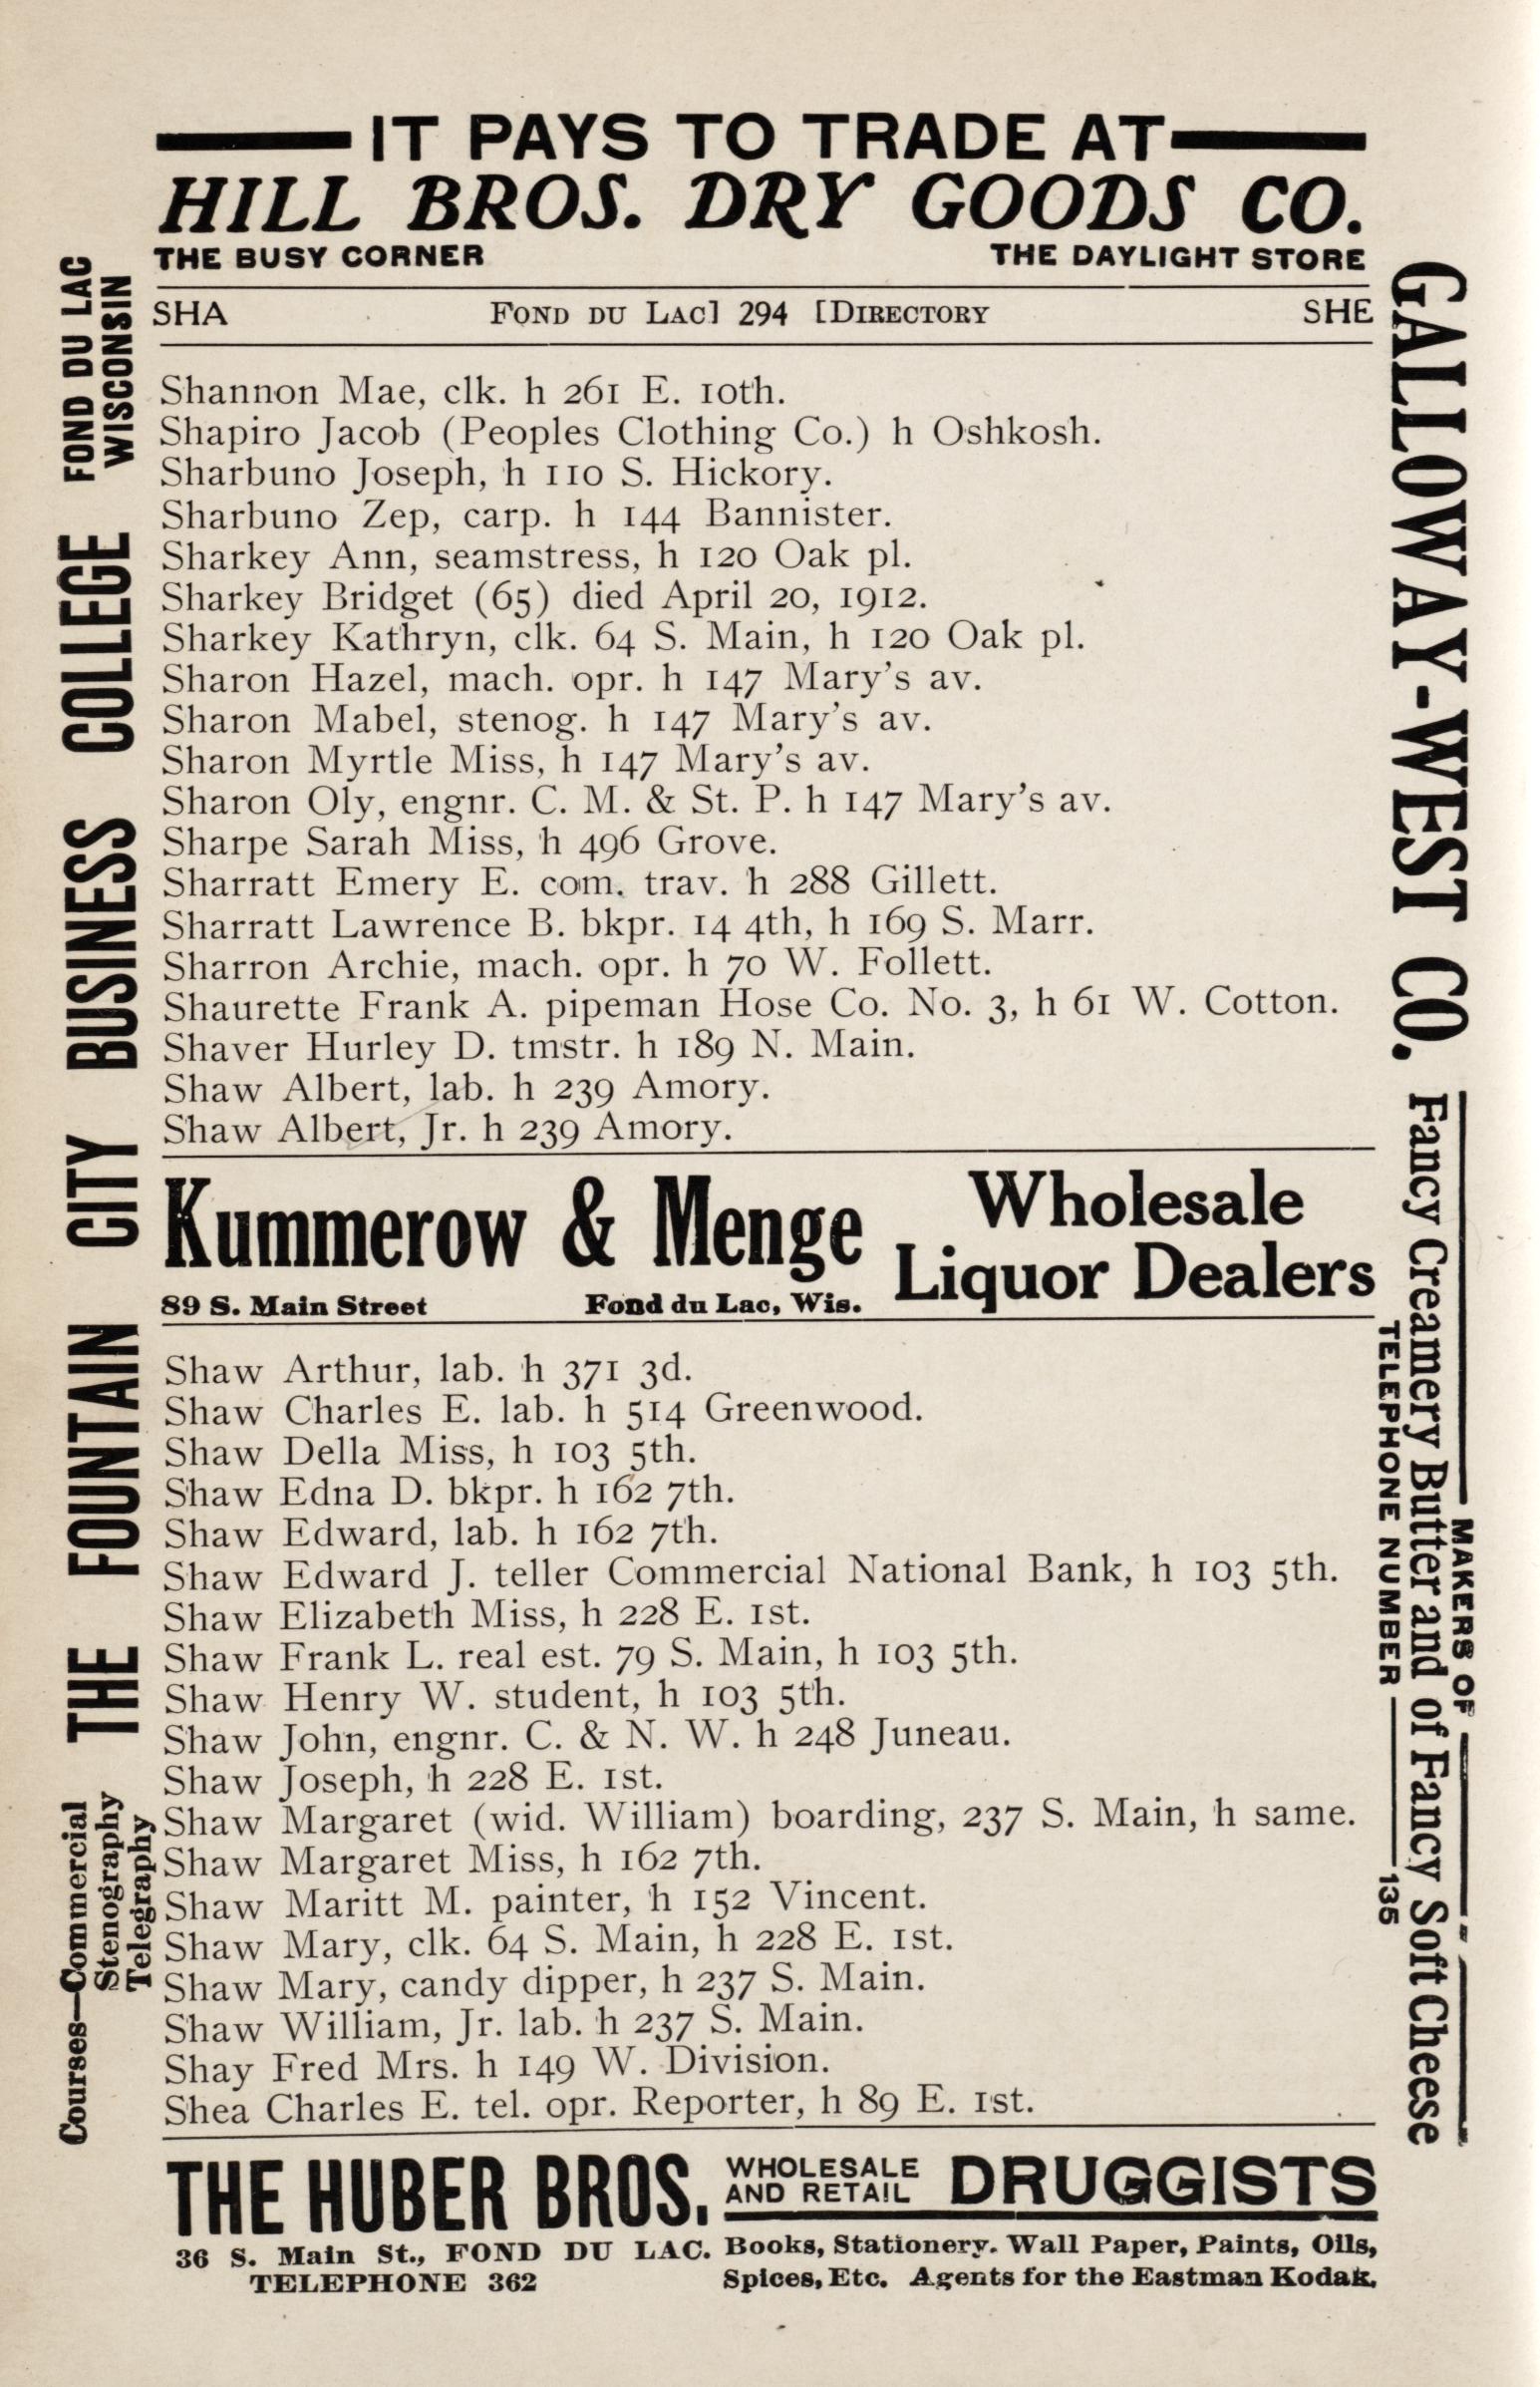 IT PAYS TO TRADE AT
HILL BROS. DRY GOODS CO.
THE BUSY CORNER THE DAYLIGHT STORE
SHA FOND DU LAC] 294 [DIRECTORY SHE
Shannon Mae, clk. h 261 E. 10th.
Shapiro Jacob (Peoples Clothing Co.) h Oshkosh.
Sharbuno Joseph, h 110 S. Hickory.
Sharbuno Zep, carp. h 144 Bannister.
Sharkey Ann, seamstress, h 120 Oak pl.
Sharkey Bridget (65) died April 20, 1912.
Sharkey Kathryn, clk. 64 S. Main, h 120 Oak pl.
Sharon Hazel, mach. opr. h 147 Mary's av.
Sharon Mabel, stenog. h 147 Mary's av.
Sharon Myrtle Miss, h 147 Mary's av.
Sharon Oly, engnr. C. M. & St. P. h 147 Mary's av.
Sharpe Sarah Miss, h 496 Grove.
Sharratt Emery E. com. trav. h 288 Gillett.
Sharratt Lawrence B. bkpr. 14 4th, h 169 S. Marr.
Sharron Archie, mach. opr. h 70 W. Follett.
Shaurette Frank A. pipeman Hose Co. No. 3, h 61 W. Cotton.
Shaver Hurley D. tmstr. h 189 N. Main.
Shaw Albert, lab. h 239 Amory.
Shaw Albert, Jr. h 239 Amory.
Kummerow & Menge Wholesale
Liquor Dealers
89 S. Main Street Fond du Lac, Wis.
Shaw Arthur, lab. h 371 3d.
Shaw Charles E. lab. h 514 Greenwood.
Shaw Della Miss, h 103 5th.
Shaw Edna D. bkpr. h 162 7th.
Shaw Edward, lab. h 162 7th.
Shaw Edward J. teller Commercial National Bank, h 103 5th.
Shaw Elizabeth Miss, h 228 E. 1st.
Shaw Frank L. real est. 79 S. Main, h 103 5th.
Shaw Henry W. student, h 103 5th.
Shaw John, engnr. C. & N. W. h 248 Juneau.
Shaw Joseph, h 228 E. 1st.
Shaw Margaret (wid. William) boarding, 237 S. Main, h same.
Shaw Margaret Miss, h 162 7th.
Shaw Maritt M. painter, h 152 Vincent.
Shaw Mary, clk. 64 S. Main, h 228 E. 1st.
Shaw Mary, candy dipper, h 237 S. Main.
Shaw William, Jr. lab. h 237 S. Main.
Shay Fred Mrs. h 149 W. Division.
Shea Charles E. tel. opr. Reporter, h 89 E. 1st.
THE HUBER BROS. WHOLESALE AND RETAIL DRUGGISTS
36 S. Main St., FOND DU LAC.
TELEPHONE 362
Books, Stationery. Wall Paper, Paints, Oils,
Spices, Etc. Agents for the Eastman Kodak.
Courses—Commercial
Stenography
Telegraphy
THE FOUNTAIN CITY BUSINESS COLLEGE
FOND DU LAC
WISCONSIN
GALLOWAY-WEST CO.
MAKERS OF
Fancy Creamery Butter and of Fancy Soft Cheese
TELEPHONE NUMBER 135